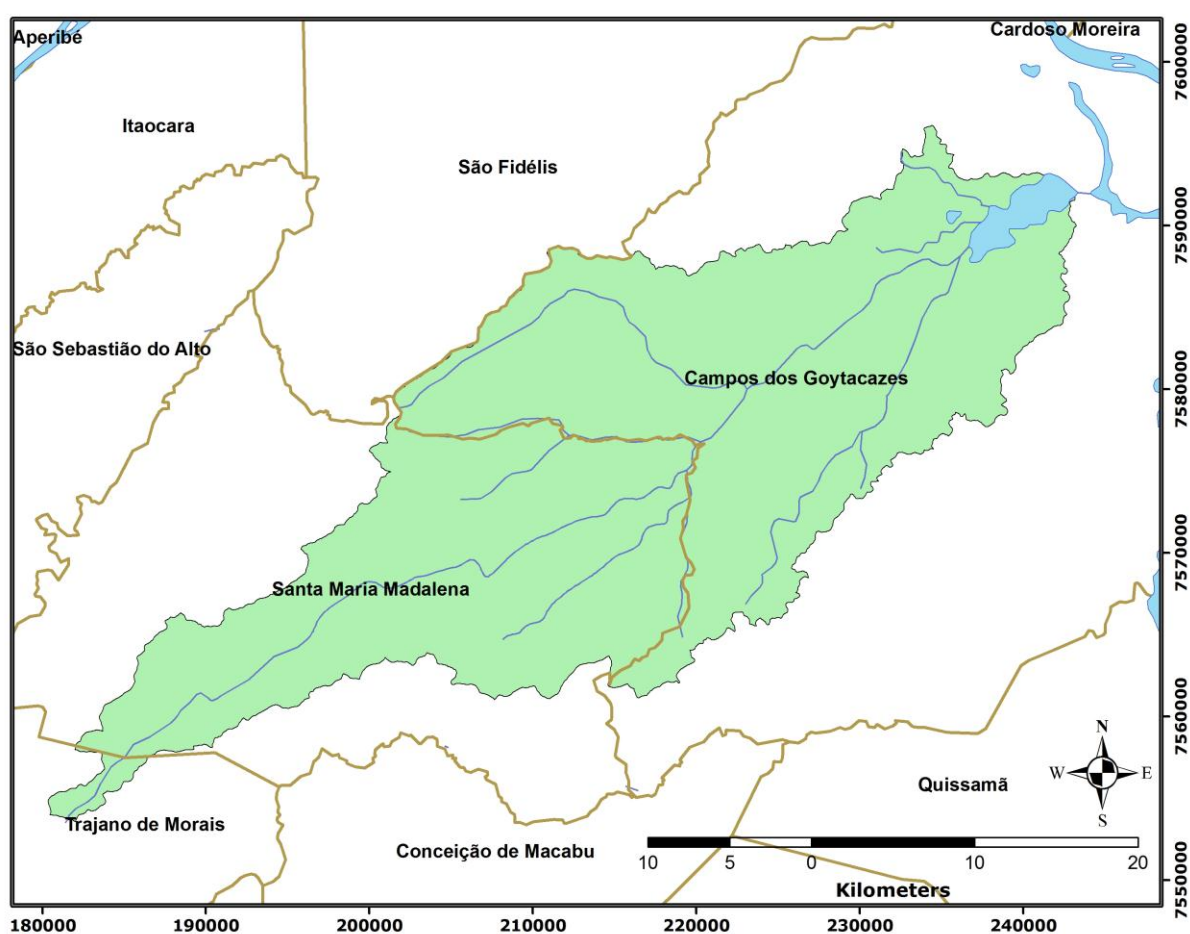 Aperibé
Cardoso Moreira
Itaocara
São Fidélis
São Sebastião do Alto
Campos dos Goytacazes
Santa Maria Madalena
Trajano de Morais
Conceição de Macabu
Quissamã
N
W
E
S
10
5
0
10
20
Kilometers
7600000
7590000
7580000
7570000
7560000
7550000
180000
190000
200000
210000
220000
230000
240000